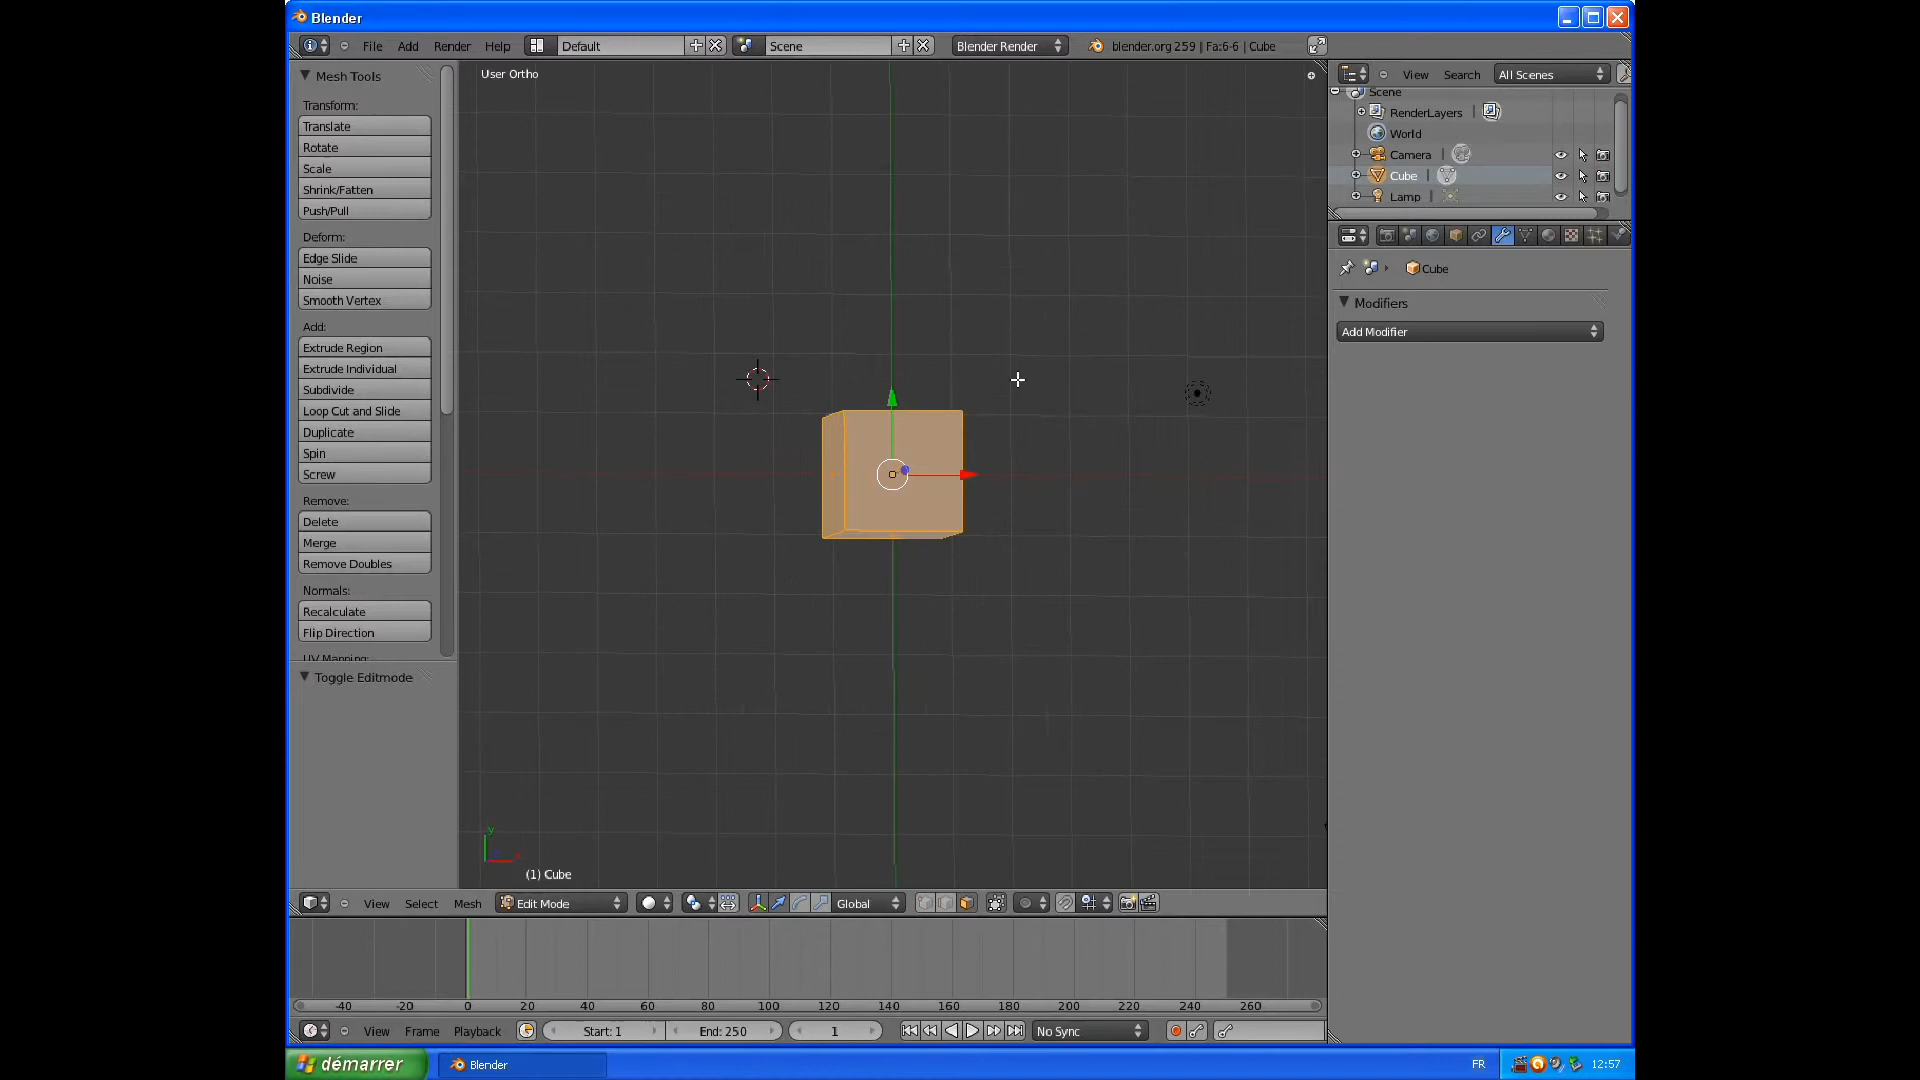 Blender
File Add Render Help Default Scene Blender Render blender.org 259 | Fa:6-6 | Cube
Mesh Tools
Transform:
Translate
Rotate
Scale
Shrink/Fatten
Push/Pull
Deform:
Edge Slide
Noise
Smooth Vertex
Add:
Extrude Region
Extrude Individual
Subdivide
Loop Cut and Slide
Duplicate
Spin
Screw
Remove:
Delete
Merge
Remove Doubles
Normals:
Recalculate
Flip Direction
UV Mapping:
Toggle Editmode
User Ortho
y
x
(1) Cube
View Search All Scenes
Scene
RenderLayers |
World
Camera |
Cube |
Lamp |
Cube
Modifiers
Add Modifier
View Select Mesh Edit Mode Global
-40 -20 0 20 40 60 80 100 120 140 160 180 200 220 240 260
View Frame Playback Start: 1 End: 250 1 No Sync
démarrer Blender FR 12:57